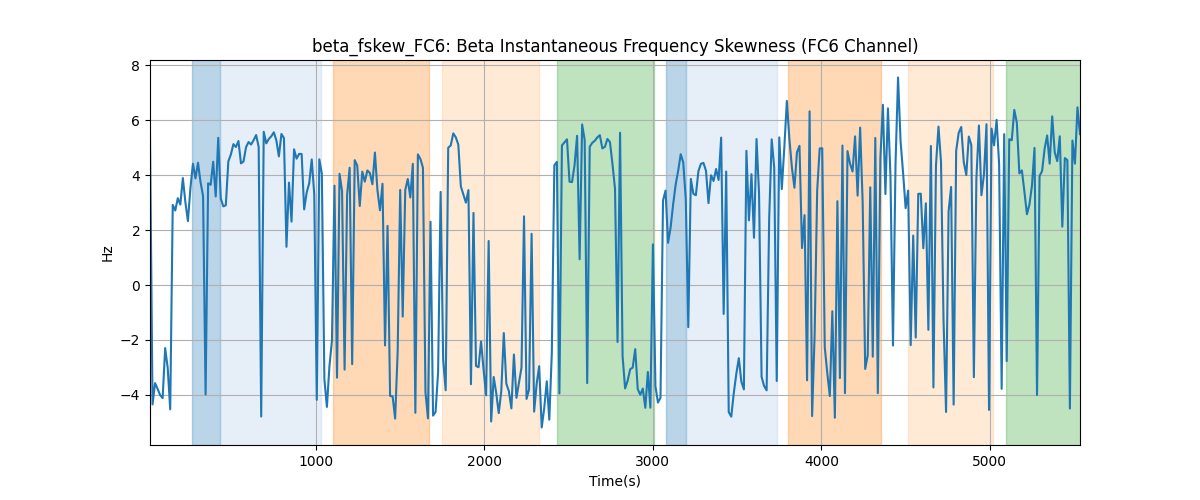 beta_fskew_FC6: Beta Instantaneous Frequency Skewness (FC6 Channel)
8
6
4
2
0
−2
−4
Hz
1000 2000 3000 4000 5000
Time(s)